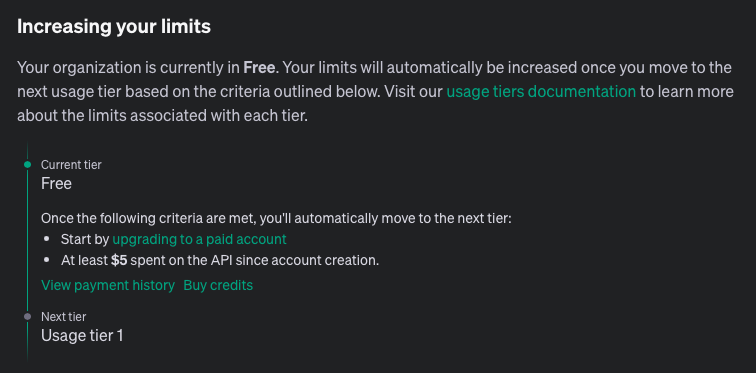 Increasing your limits
Your organization is currently in Free. Your limits will automatically be increased once you move to the
next usage tier based on the criteria outlined below. Visit our usage tiers documentation to learn more
about the limits associated with each tier.
Current tier
Free
Once the following criteria are met, you'll automatically move to the next tier:
• Start by upgrading to a paid account
• At least $5 spent on the API since account creation.
View payment history Buy credits
Next tier
Usage tier 1